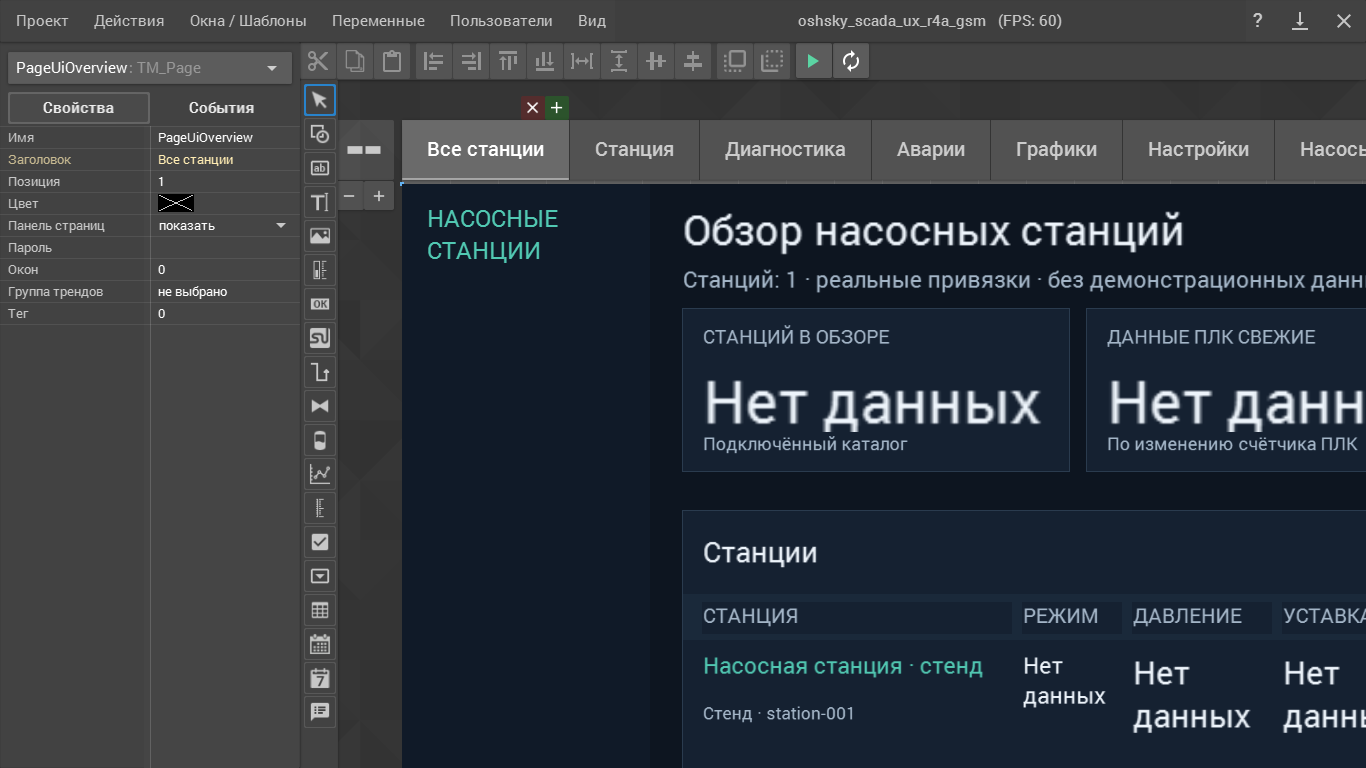 Проект Действия Окна / Шаблоны Переменные Пользователи Вид oshsky_scada_ux_r4a_gsm (FPS: 60) ?
PageUiOverview: TM_Page
Свойства События
Имя PageUiOverview
Заголовок Все станции
Позиция 1
Цвет
Панель страниц показать
Пароль
Окон 0
Группа трендов не выбрано
Тег 0
Все станции Станция Диагностика Аварии Графики Настройки Насосы
НАСОСНЫЕ
СТАНЦИИ
Обзор насосных станций
Станций: 1 · реальные привязки · без демонстрационных данн
СТАНЦИЙ В ОБЗОРЕ
Нет данных
Подключённый каталог
ДАННЫЕ ПЛК СВЕЖИЕ
Нет данн
По изменению счётчика ПЛК
Станции
СТАНЦИЯ РЕЖИМ ДАВЛЕНИЕ УСТАВКА
Насосная станция · стенд
Стенд · station-001
Нет
данных
Нет
данных
Нет
данн
OK
7